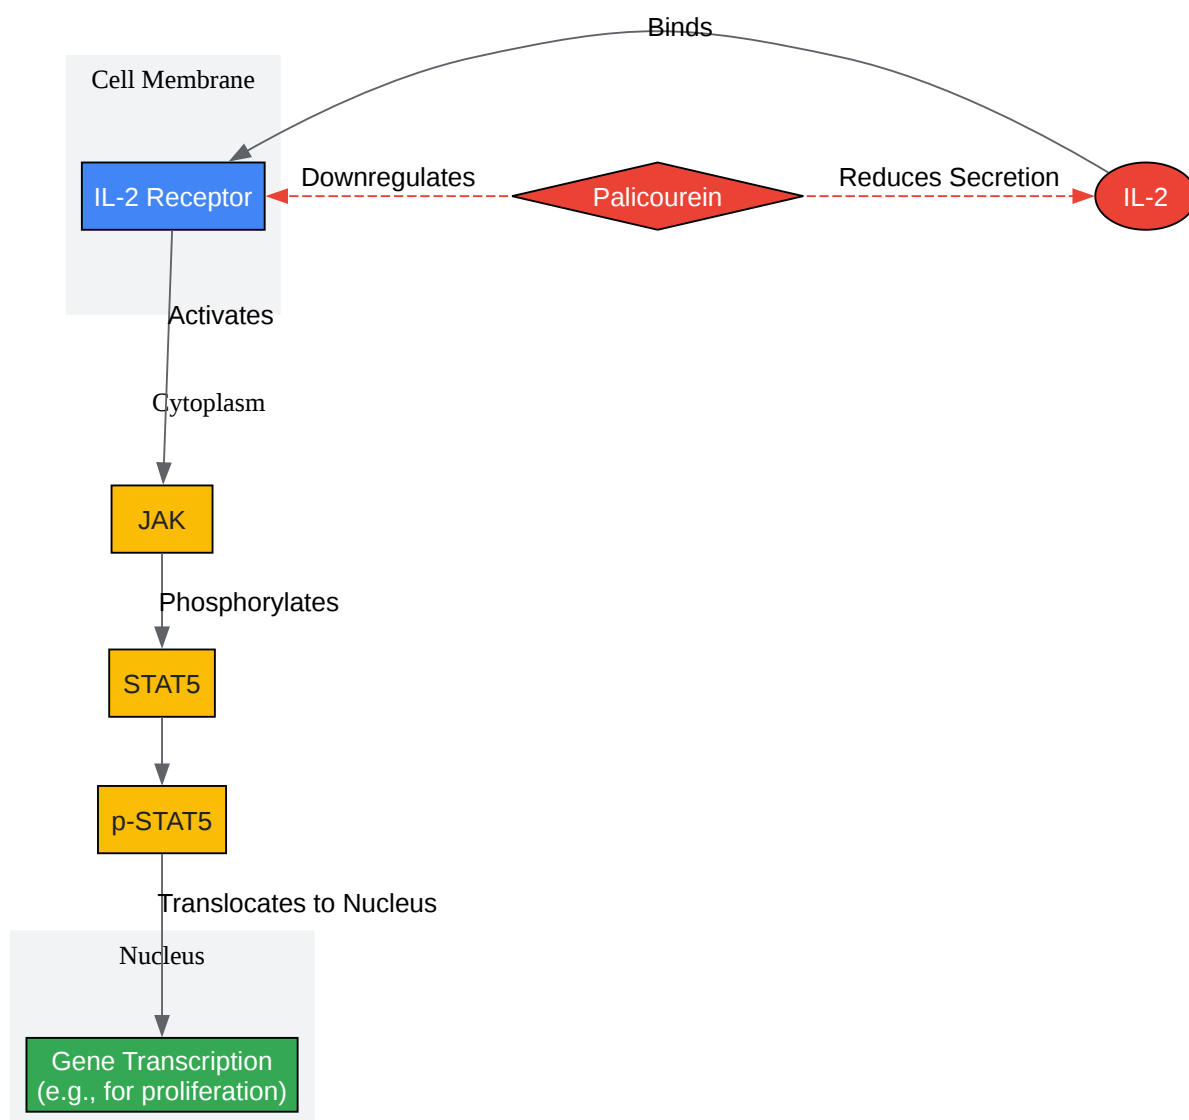 Binds
Cell Membrane
IL-2 Receptor
Downregulates
Palicourein
Reduces Secretion
IL-2
Activates
Cytoplasm
JAK
Phosphorylates
STAT5
p-STAT5
Translocates to Nucleus
Nucleus
Gene Transcription
(e.g., for proliferation)